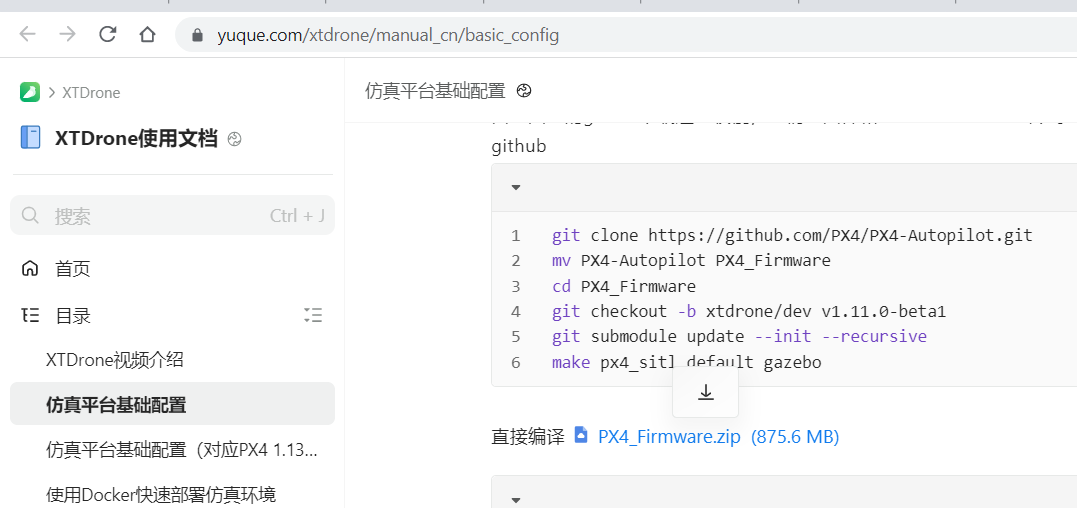 yuque.com/xtdrone/manual_cn/basic_config
XTDrone
XTDrone使用文档
搜索 Ctrl + J
首页
目录
XTDrone视频介绍
仿真平台基础配置
仿真平台基础配置（对应PX4 1.13...
使用Docker快速部署仿真环境
仿真平台基础配置
github
1 git clone https://github.com/PX4/PX4-Autopilot.git
2 mv PX4-Autopilot PX4_Firmware
3 cd PX4_Firmware
4 git checkout -b xtdrone/dev v1.11.0-beta1
5 git submodule update --init --recursive
6 make px4_sitl_default gazebo
直接编译 PX4_Firmware.zip (875.6 MB)